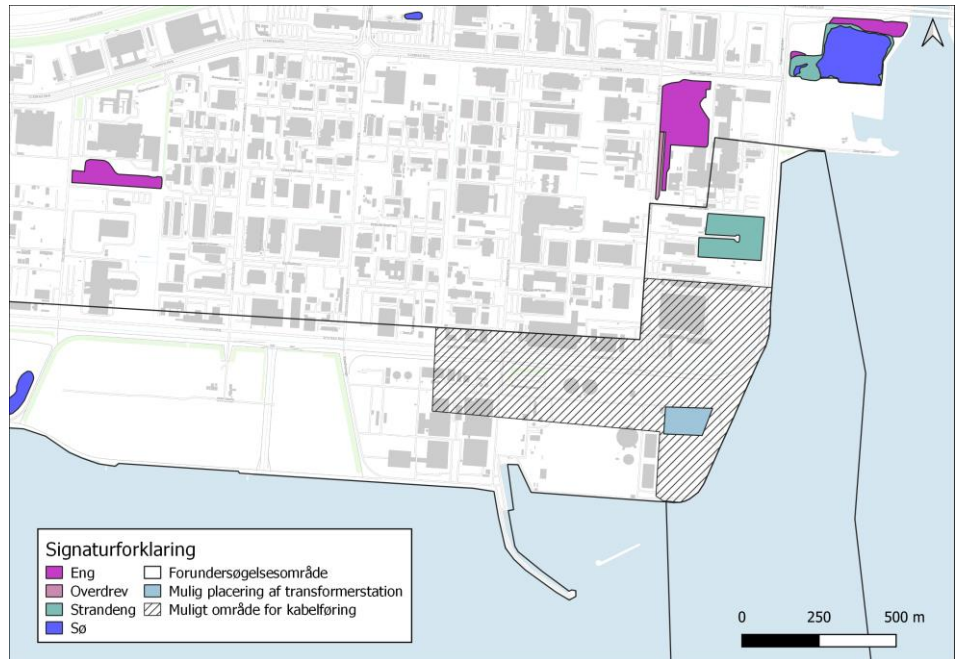 Signaturforklaring
Eng
Overdrev
Strandeng
Sø
Forundersøgelsesområde
Mulig placering af transformerstation
Muligt område for kabelføring
0 250 500 m